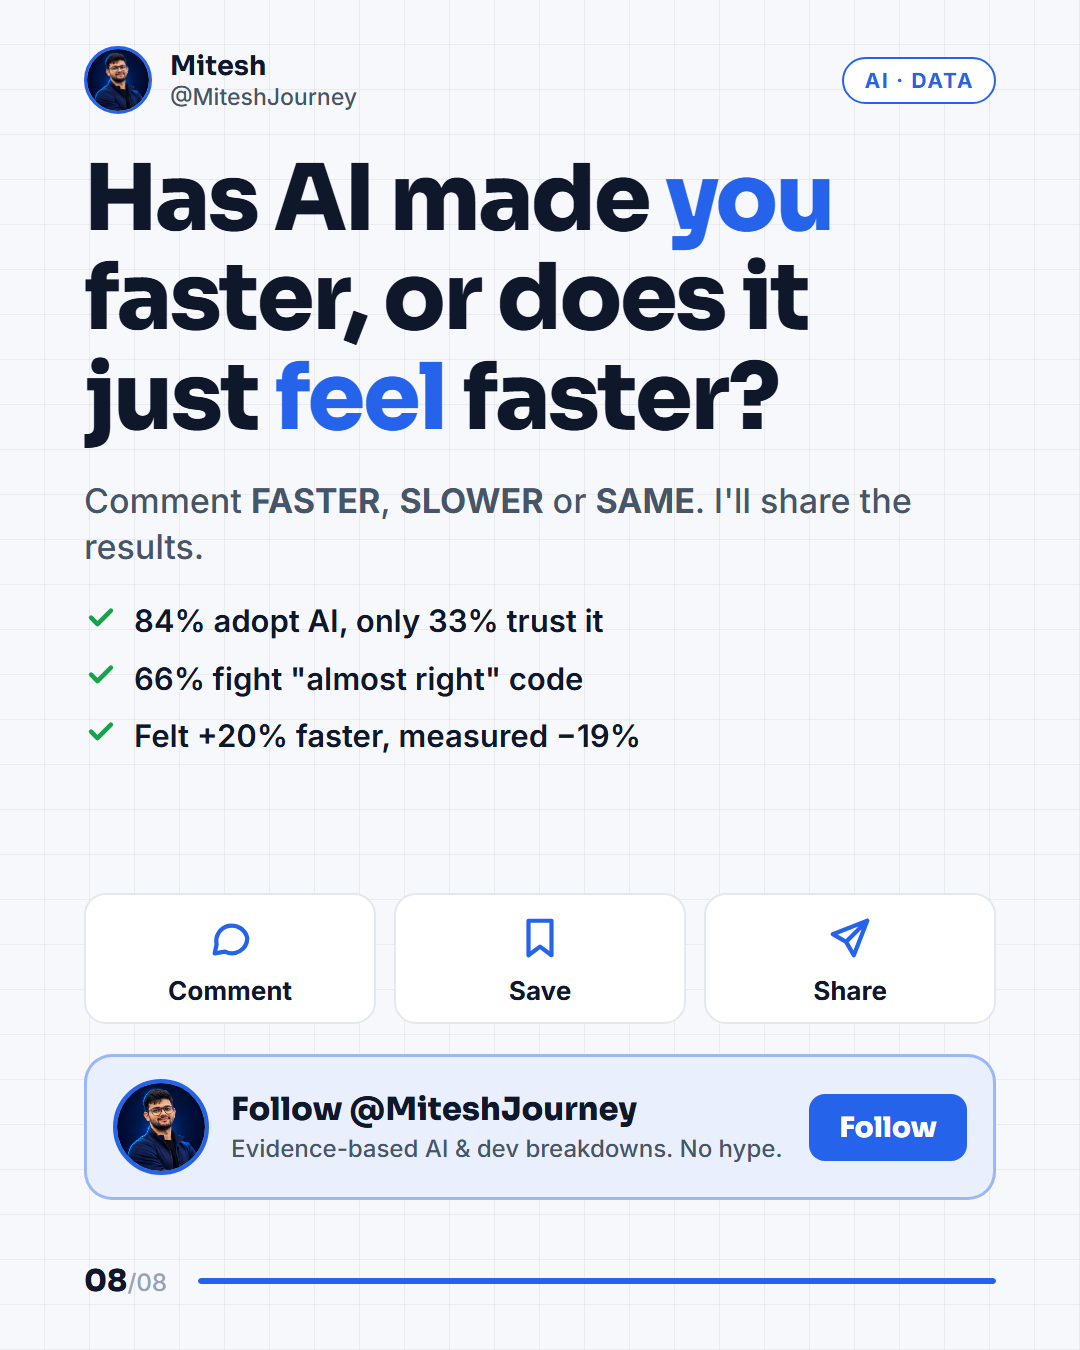 Mitesh
@MiteshJourney
AI · DATA
Has AI made you
faster, or does it
just feel faster?
Comment FASTER, SLOWER or SAME. I'll share the
results.
84% adopt AI, only 33% trust it
66% fight "almost right" code
Felt +20% faster, measured −19%
Comment
Save
Share
Follow @MiteshJourney
Evidence-based AI & dev breakdowns. No hype.
Follow
08/08